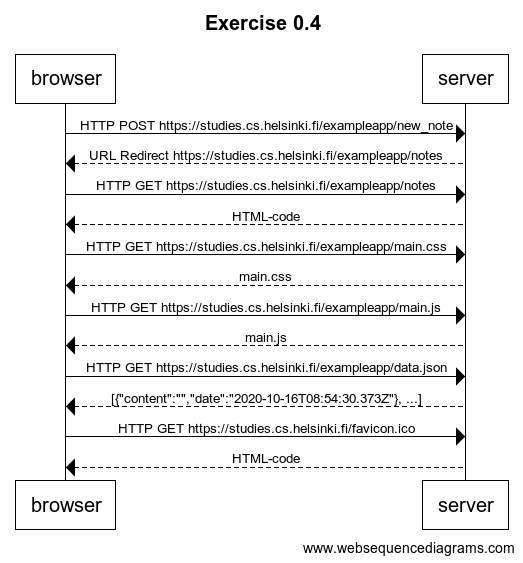 Exercise 0.4
browser
server
HTTP POST https://studies.cs.helsinki.fi/exampleapp/new_note
URL Redirect https://studies.cs.helsinki.fi/exampleapp/notes
HTTP GET https://studies.cs.helsinki.fi/exampleapp/notes
HTML-code
HTTP GET https://studies.cs.helsinki.fi/exampleapp/main.css
main.css
HTTP GET https://studies.cs.helsinki.fi/exampleapp/main.js
main.js
HTTP GET https://studies.cs.helsinki.fi/exampleapp/data.json
[{"content":"","date":"2020-10-16T08:54:30.373Z"}, ...]
HTTP GET https://studies.cs.helsinki.fi/favicon.ico
HTML-code
browser
server
www.websequencediagrams.com